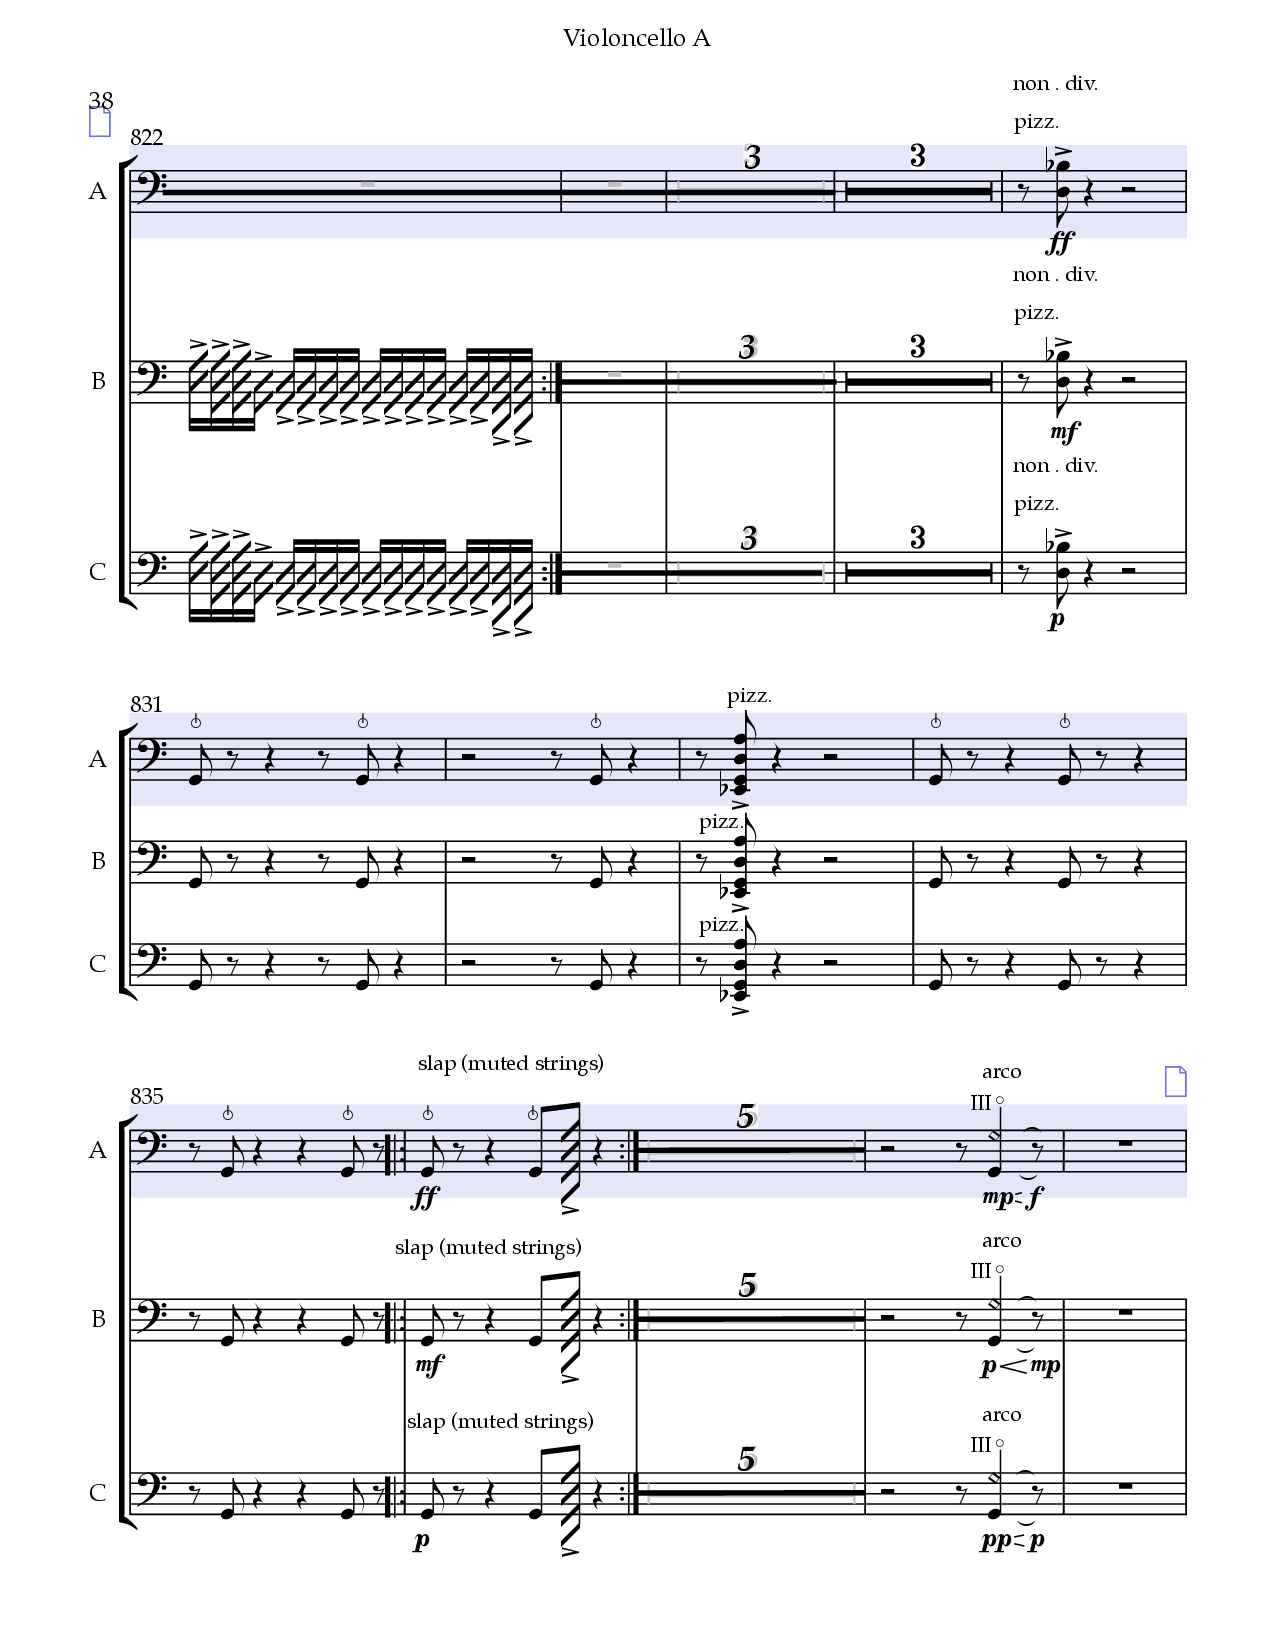 Violoncello A
non . div.
38
pizz.
822
3 3
A
ff
non . div.
pizz.
3 3
B
mf
non . div.
pizz.
3 3
C
p
pizz.
831
A
pizz.
B
pizz.
C
slap (muted strings)
arco
835
III
5
A
ff mp f
arco
slap (muted strings)
III
5
B
mf p mp
arco
slap (muted strings)
III
5
C
p pp p